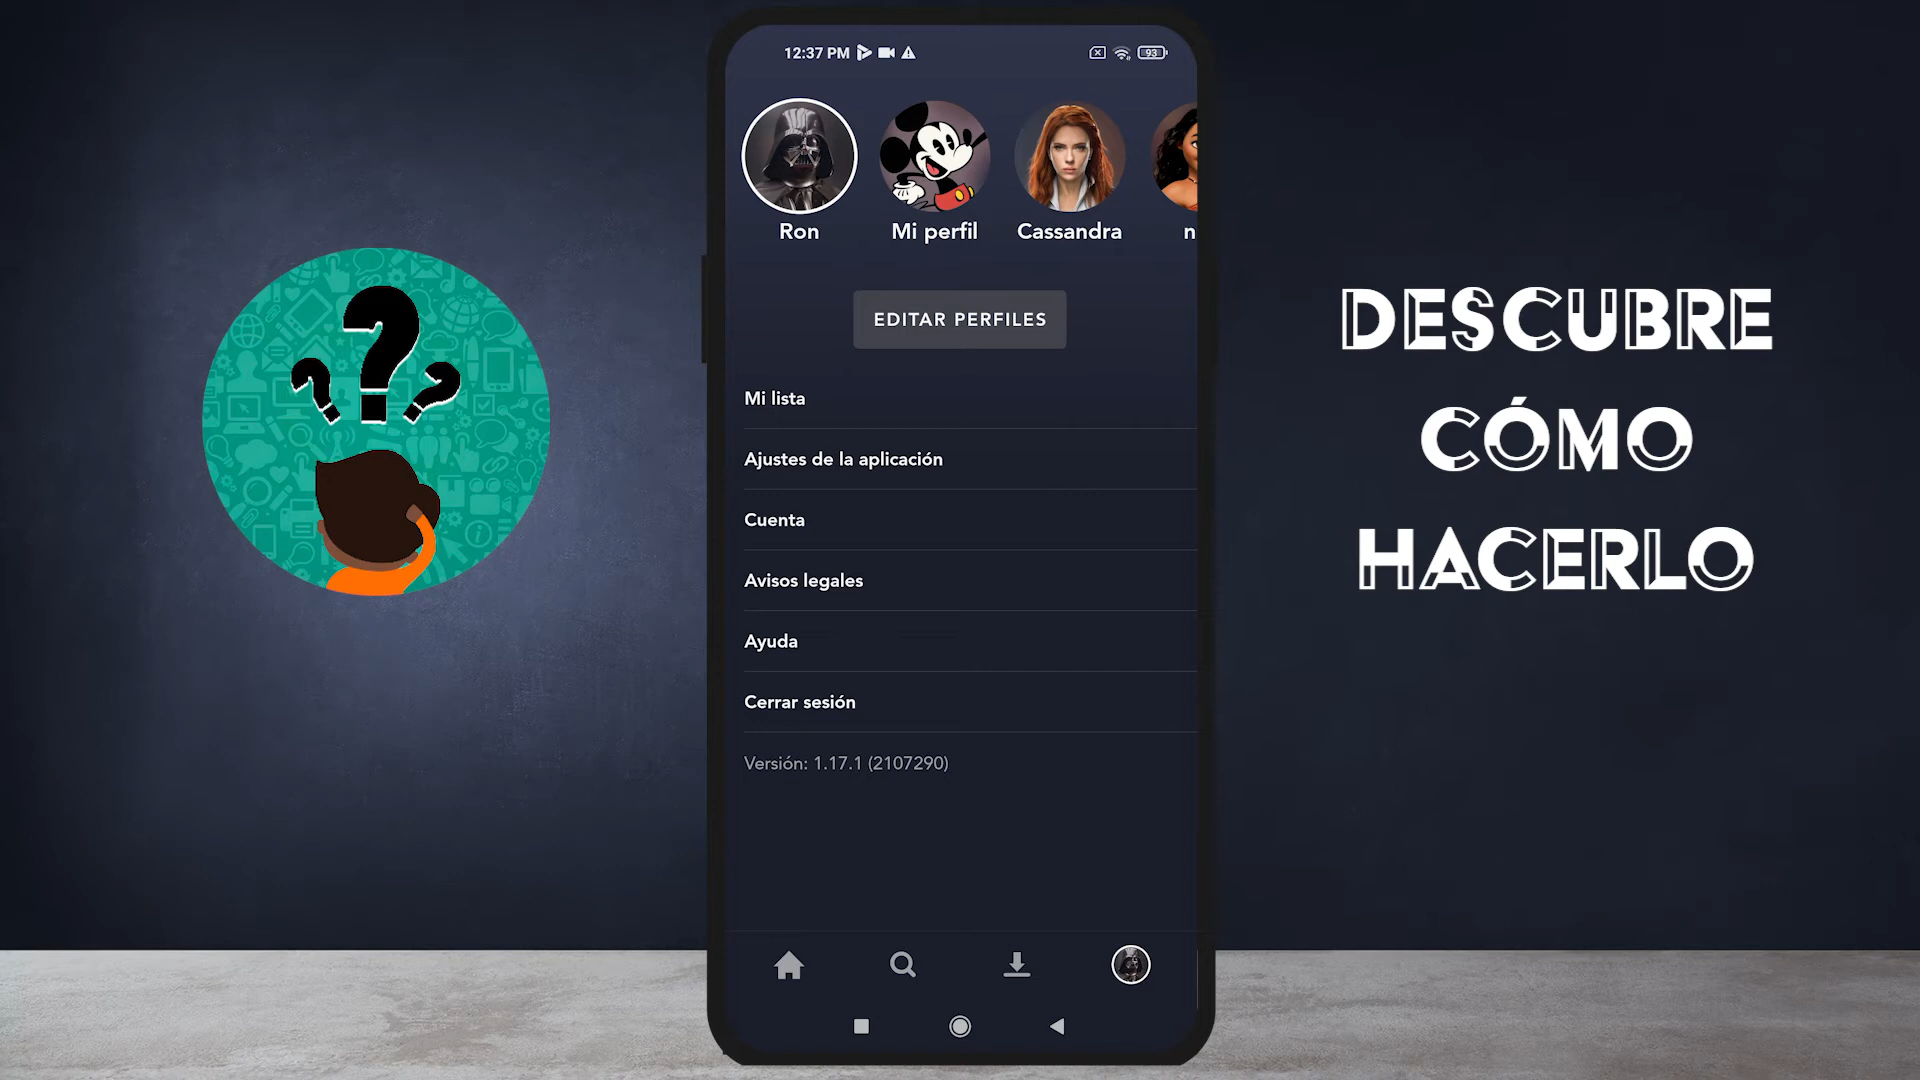 12:37 PM
93
Ron
Mi perfil
Cassandra
n
EDITAR PERFILES
Mi lista
Ajustes de la aplicación
Cuenta
Avisos legales
Ayuda
Cerrar sesión
Versión: 1.17.1 (2107290)
DESCUBRE
CÓMO
HACERLO
???